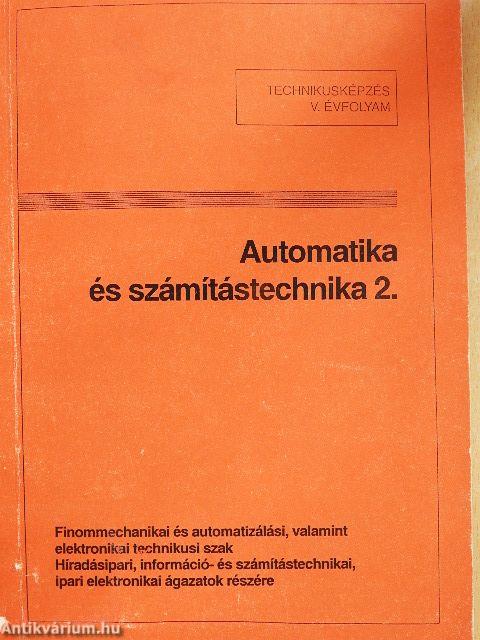 TECHNIKUSKÉPZÉS
V. ÉVFOLYAM
Automatika
és számítástechnika 2.
Finommechanikai és automatizálási, valamint
elektronikai technikusi szak
Híradásipari, információ- és számítástechnikai,
ipari elektronikai ágazatok részére
Antikvárium.hu